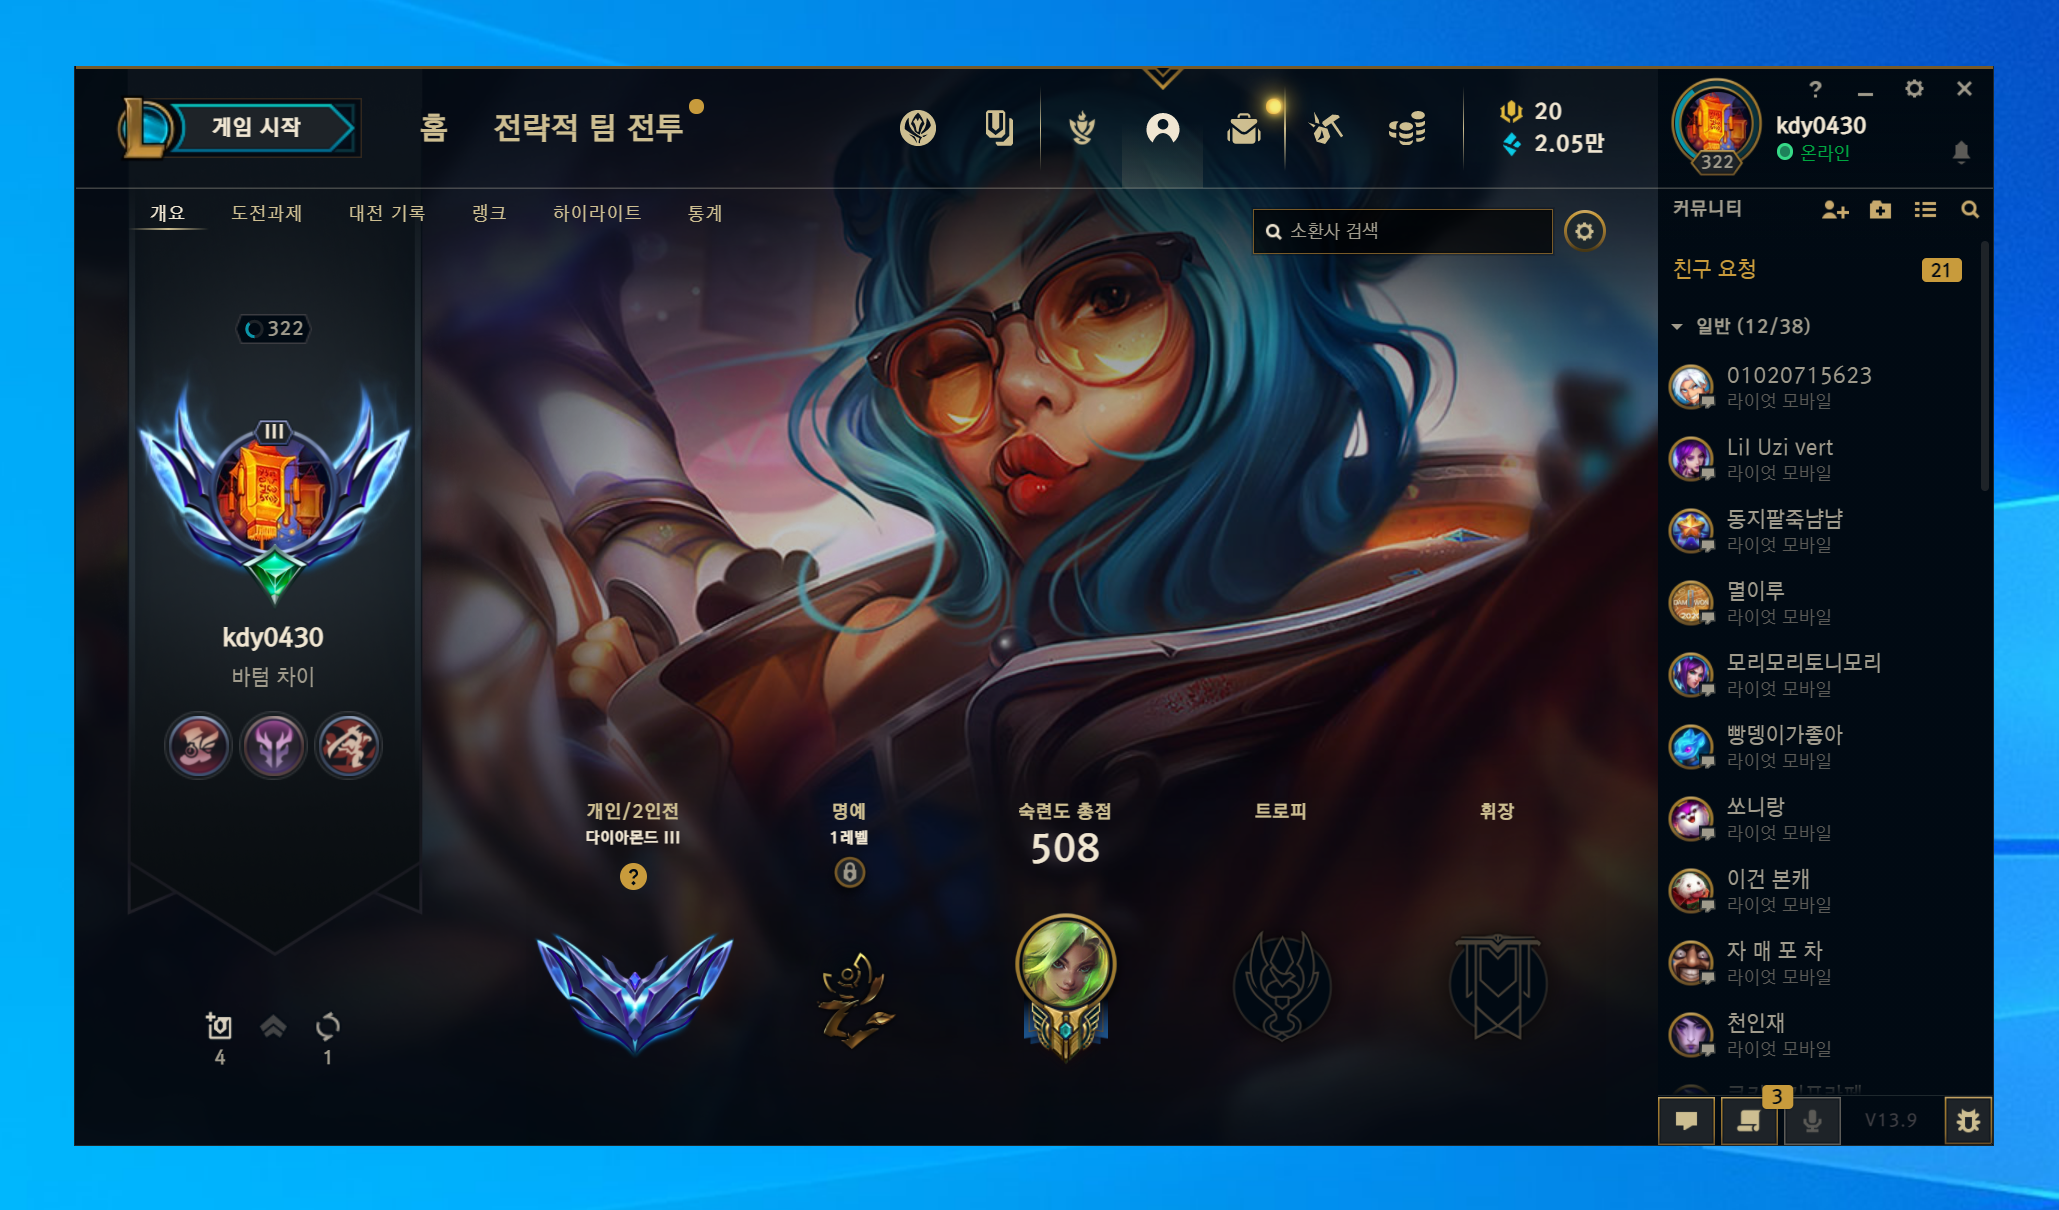 게임 시작
홈
전략적 팀 전투
20
2.05만
322
kdy0430
온라인
개요
도전과제
대전 기록
랭크
하이라이트
통계
소환사 검색
322
III
kdy0430
바텀 차이
4
1
개인/2인전
다이아몬드 III
?
명예
1레벨
숙련도 총점
508
트로피
휘장
커뮤니티
친구 요청
21
일반 (12/38)
01020715623
라이엇 모바일
Lil Uzi vert
라이엇 모바일
동지팥죽냠냠
라이엇 모바일
멸이루
라이엇 모바일
모리모리토니모리
라이엇 모바일
빵뎅이가좋아
라이엇 모바일
쏘니랑
라이엇 모바일
이건 본캐
라이엇 모바일
자 매 포 차
라이엇 모바일
천인재
라이엇 모바일
3
V13.9